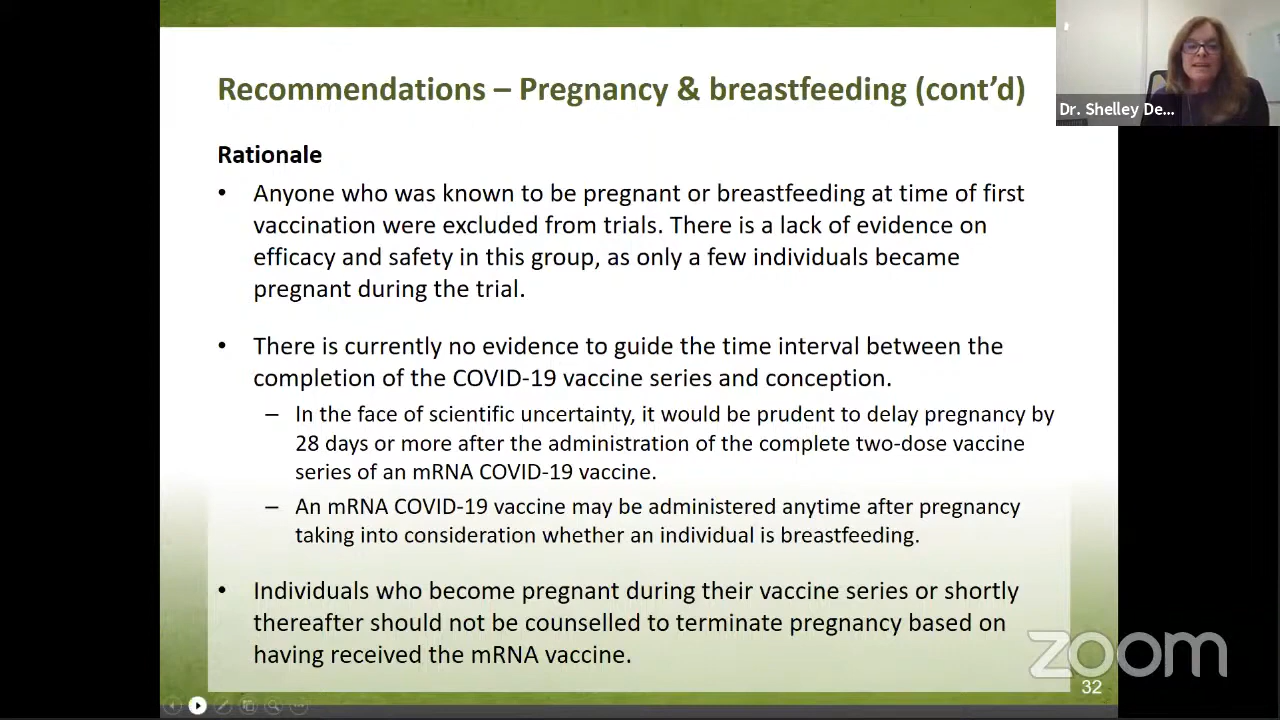 Recommendations – Pregnancy & breastfeeding (cont’d)
Dr. Shelley De...
Rationale
• Anyone who was known to be pregnant or breastfeeding at time of first
vaccination were excluded from trials. There is a lack of evidence on
efficacy and safety in this group, as only a few individuals became
pregnant during the trial.
• There is currently no evidence to guide the time interval between the
completion of the COVID-19 vaccine series and conception.
– In the face of scientific uncertainty, it would be prudent to delay pregnancy by
28 days or more after the administration of the complete two-dose vaccine
series of an mRNA COVID-19 vaccine.
– An mRNA COVID-19 vaccine may be administered anytime after pregnancy
taking into consideration whether an individual is breastfeeding.
• Individuals who become pregnant during their vaccine series or shortly
thereafter should not be counselled to terminate pregnancy based on
having received the mRNA vaccine.
zoom
32